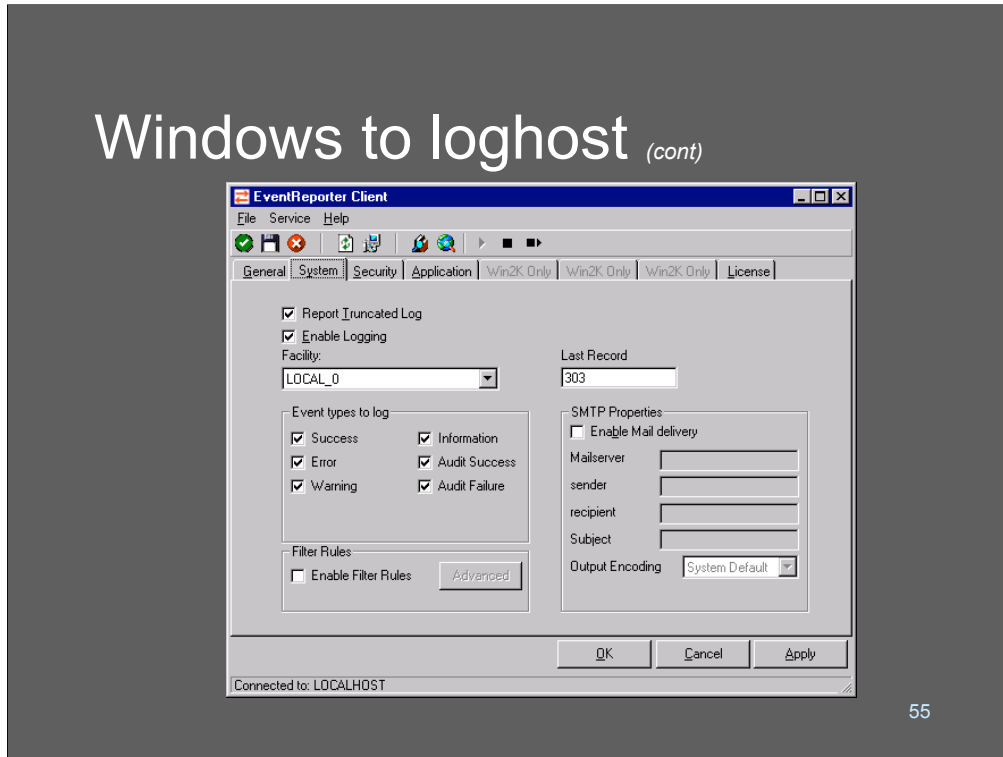 Windows to loghost (cont)
EventReporter Client
File Service Help
General System Security Application Win2K Only Win2K Only Win2K Only License
Report Truncated Log
Enable Logging
Facility:
LOCAL_0
Last Record
303
Event types to log
Success Information
Error Audit Success
Warning Audit Failure
Filter Rules
Enable Filter Rules Advanced
SMTP Properties
Enable Mail delivery
Mailserver
sender
recipient
Subject
Output Encoding System Default
OK Cancel Apply
Connected to: LOCALHOST
55